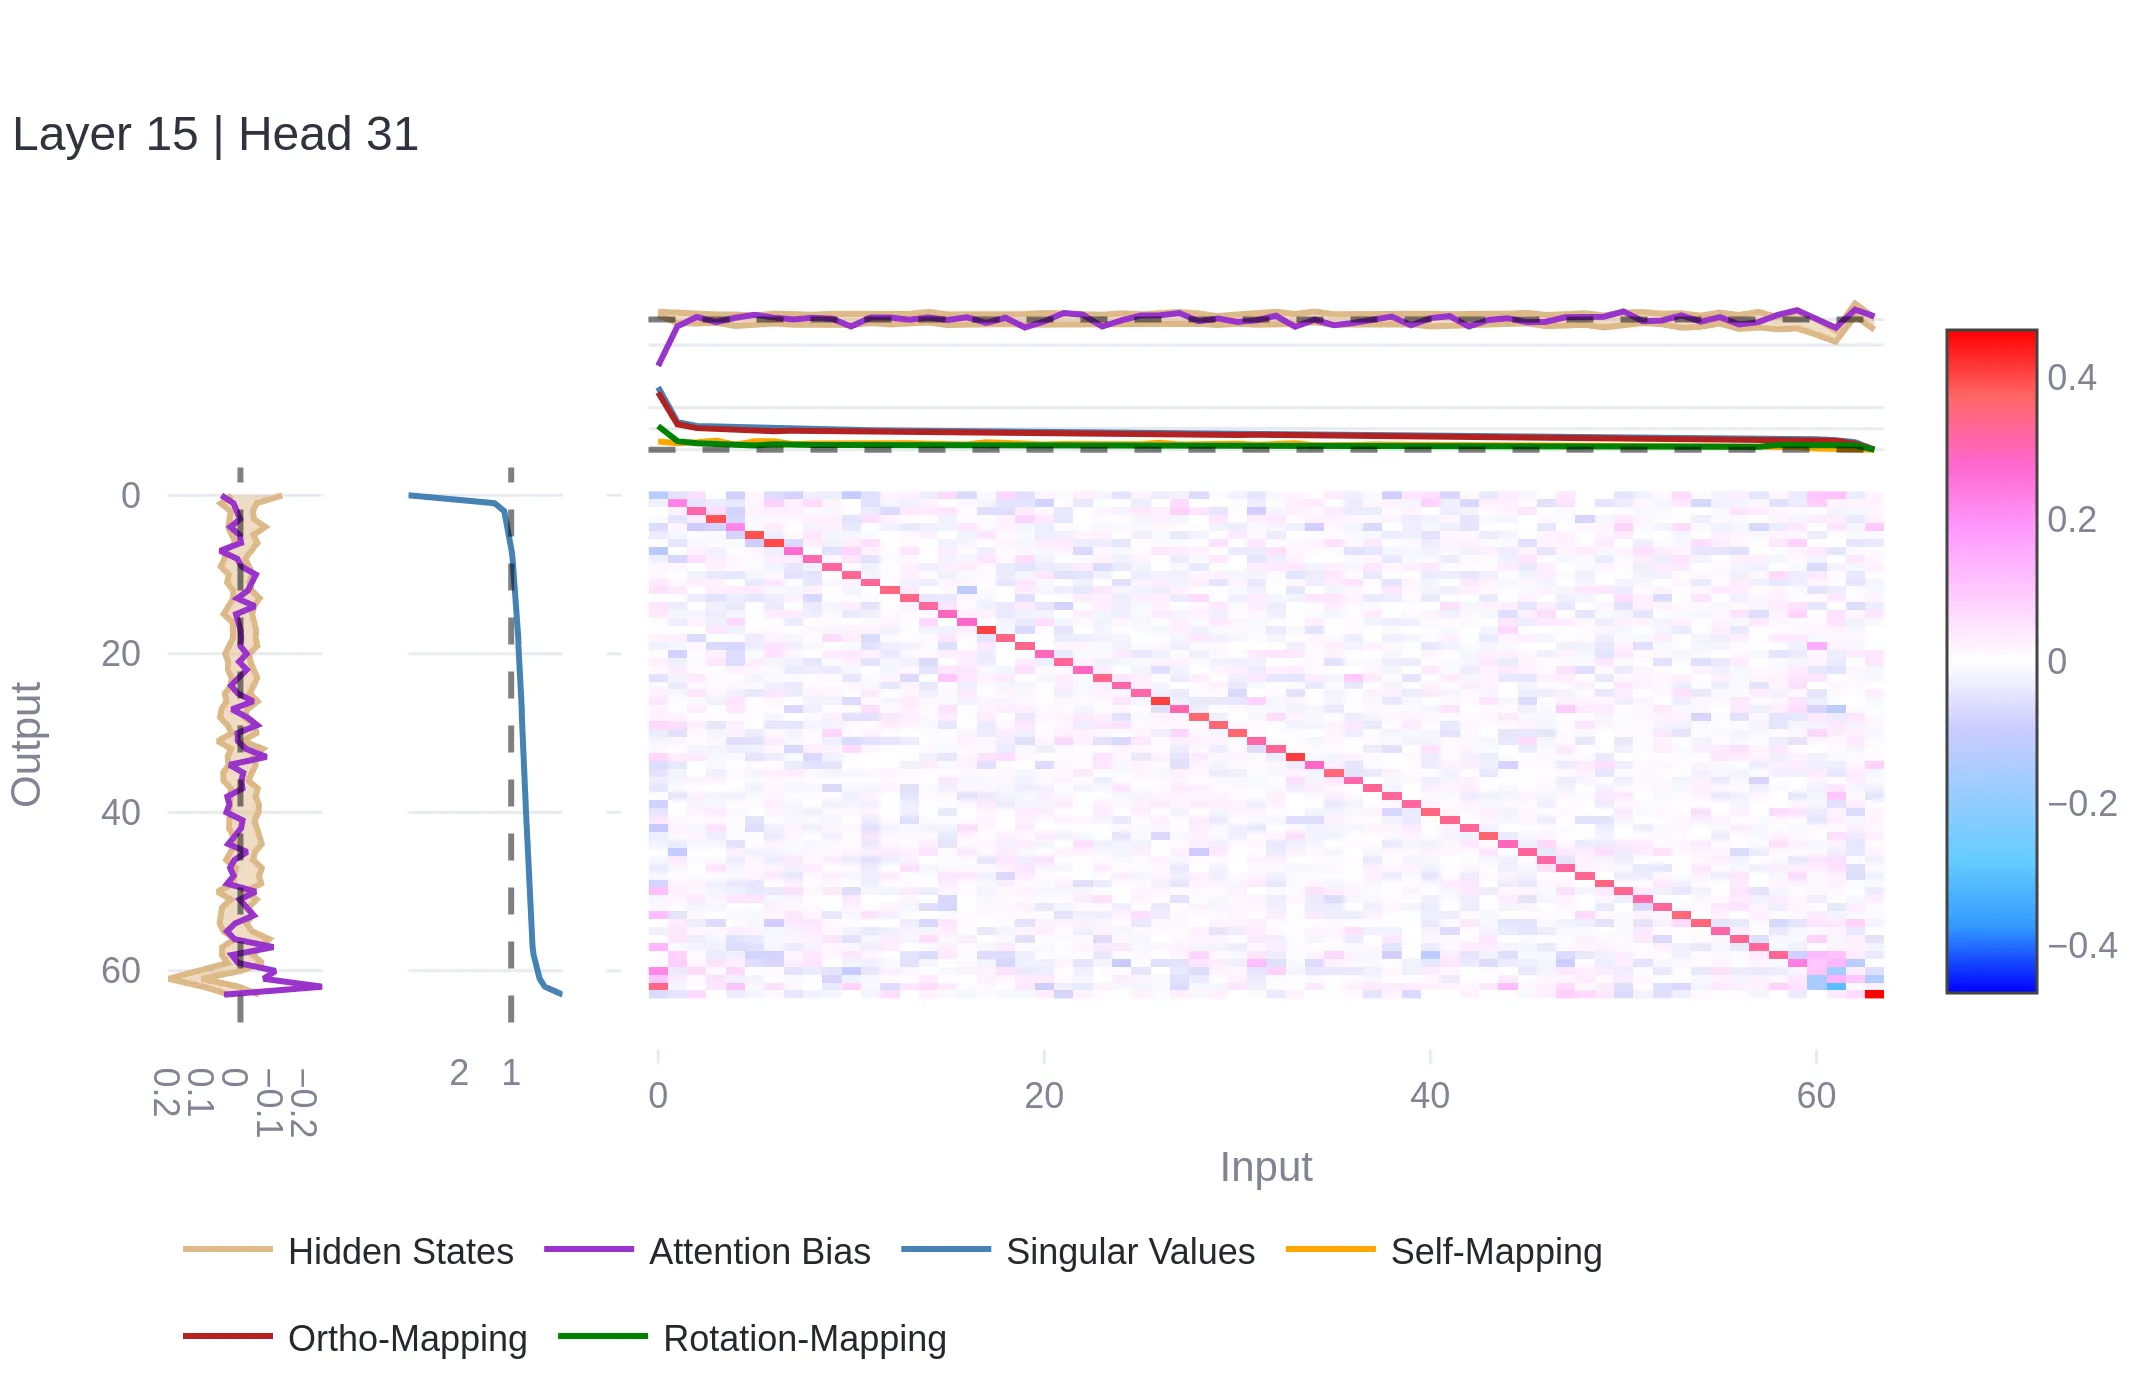 Layer 15 | Head 31
0
20
40
60
Output
0.2
0.1
0
−0.1
−0.2
2
1
0
20
40
60
Input
0.4
0.2
0
−0.2
−0.4
Hidden States
Attention Bias
Singular Values
Self-Mapping
Ortho-Mapping
Rotation-Mapping